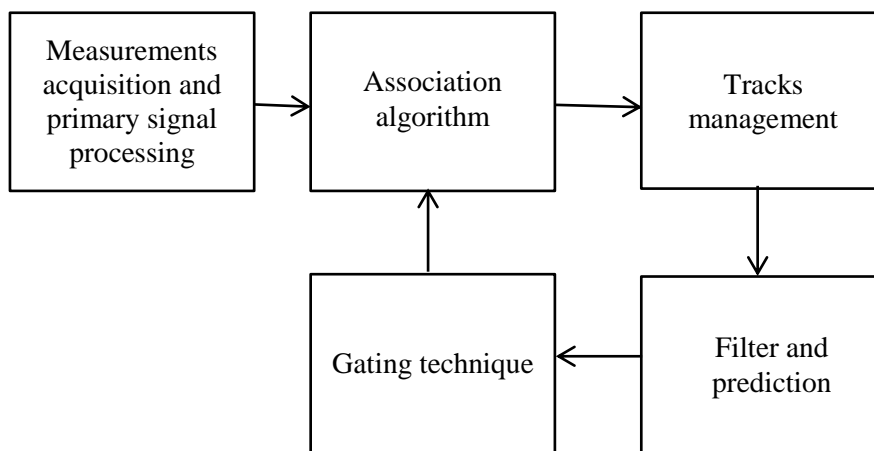 Measurements
acquisition and
primary signal
processing
Association
algorithm
Tracks
management
Gating technique
Filter and
prediction